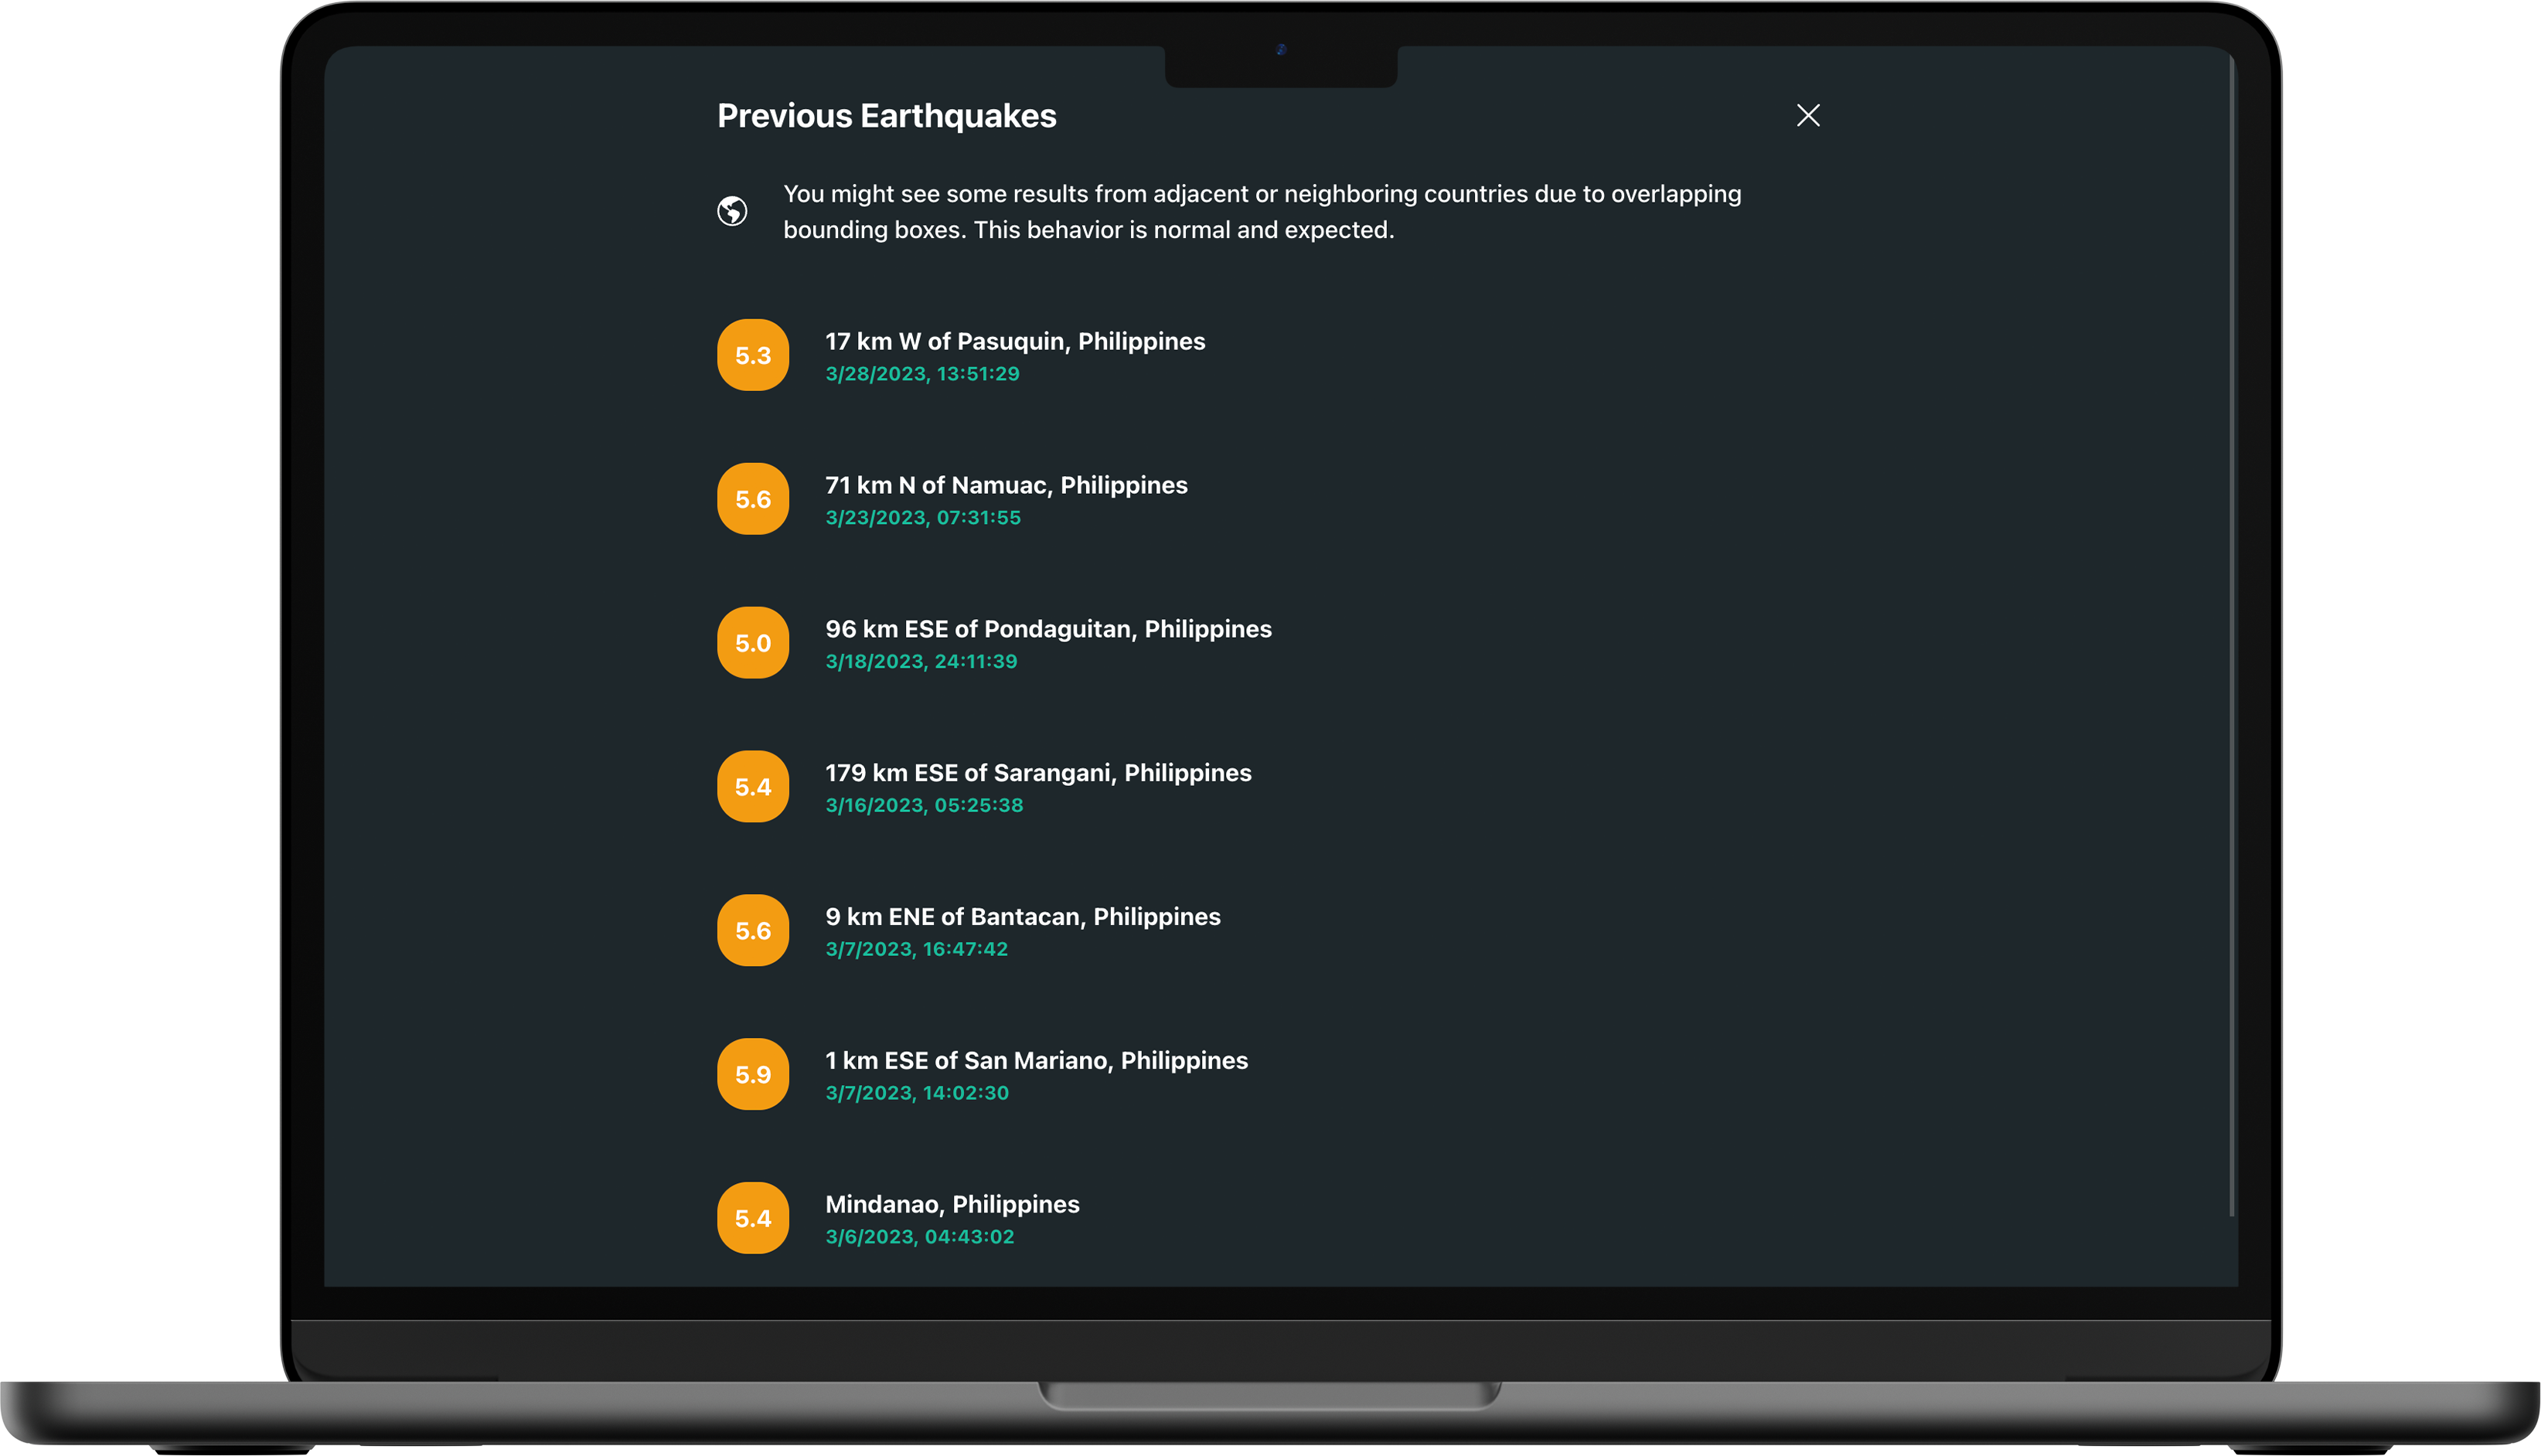 Previous Earthquakes
You might see some results from adjacent or neighboring countries due to overlapping
bounding boxes. This behavior is normal and expected.
5.3
17 km W of Pasuquin, Philippines
3/28/2023, 13:51:29
5.6
71 km N of Namuac, Philippines
3/23/2023, 07:31:55
5.0
96 km ESE of Pondaguitan, Philippines
3/18/2023, 24:11:39
5.4
179 km ESE of Sarangani, Philippines
3/16/2023, 05:25:38
5.6
9 km ENE of Bantacan, Philippines
3/7/2023, 16:47:42
5.9
1 km ESE of San Mariano, Philippines
3/7/2023, 14:02:30
5.4
Mindanao, Philippines
3/6/2023, 04:43:02